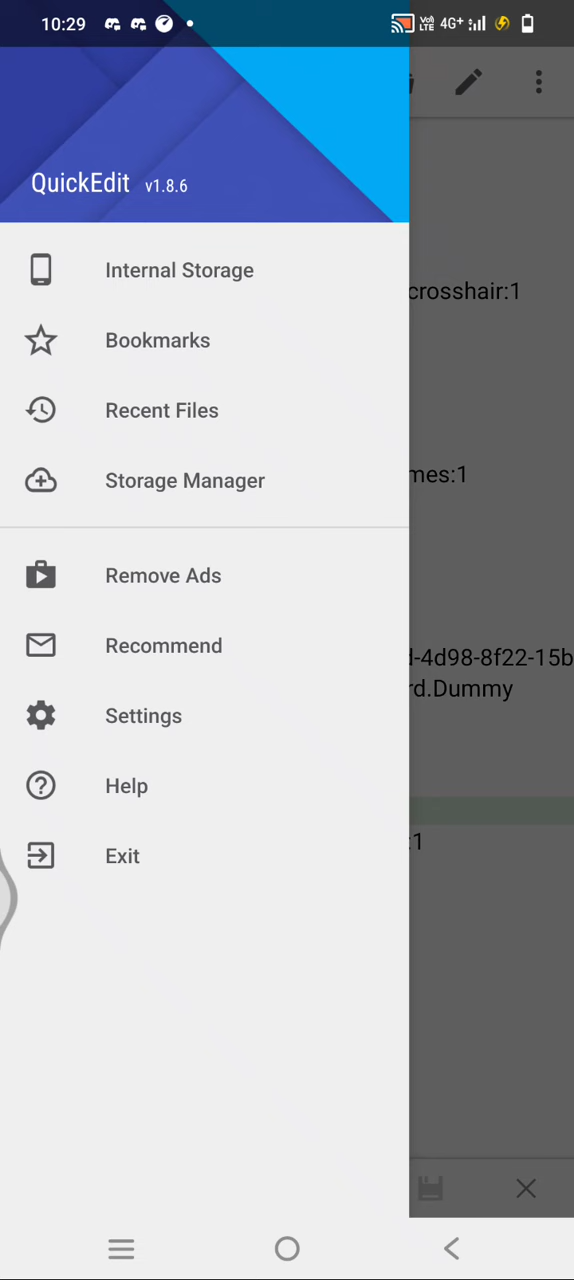 10:29 Vo) LTE 4G+
QuickEdit v1.8.6
Internal Storage
crosshair:1
Bookmarks
Recent Files
mes:1
Storage Manager
Remove Ads
Recommend
d-4d98-8f22-15b
rd.Dummy
Settings
Help
:1
Exit